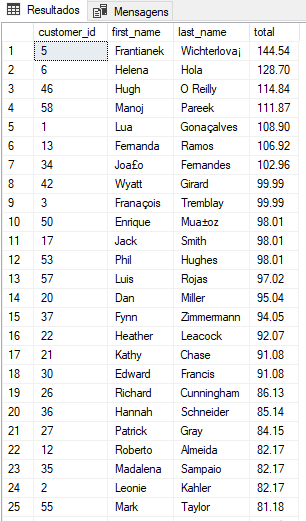 Resultados Mensagens
customer_id first_name last_name total
1 5 Frantianek Wichterlova¡ 144.54
2 6 Helena Hola 128.70
3 46 Hugh O Reilly 114.84
4 58 Manoj Pareek 111.87
5 1 Lua Gonaçalves 108.90
6 13 Fernanda Ramos 106.92
7 34 Joa£o Fernandes 102.96
8 42 Wyatt Girard 99.99
9 3 Franaçois Tremblay 99.99
10 50 Enrique Mua±oz 98.01
11 17 Jack Smith 98.01
12 53 Phil Hughes 98.01
13 57 Luis Rojas 97.02
14 20 Dan Miller 95.04
15 37 Fynn Zimmermann 94.05
16 22 Heather Leacock 92.07
17 21 Kathy Chase 91.08
18 30 Edward Francis 91.08
19 26 Richard Cunningham 86.13
20 36 Hannah Schneider 85.14
21 27 Patrick Gray 84.15
22 12 Roberto Almeida 82.17
23 35 Madalena Sampaio 82.17
24 2 Leonie Kahler 82.17
25 55 Mark Taylor 81.18